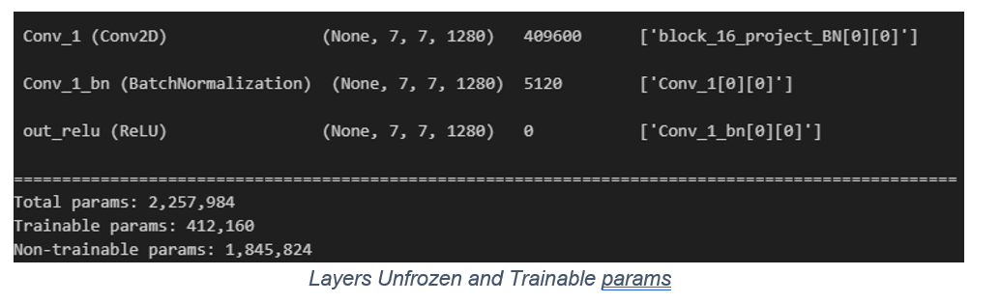 Conv_1 (Conv2D) (None, 7, 7, 1280) 409600 ['block_16_project_BN[0][0]']
Conv_1_bn (BatchNormalization) (None, 7, 7, 1280) 5120 ['Conv_1[0][0]']
out_relu (ReLU) (None, 7, 7, 1280) 0 ['Conv_1_bn[0][0]']
==================================================================================================
Total params: 2,257,984
Trainable params: 412,160
Non-trainable params: 1,845,824
Layers Unfrozen and Trainable params